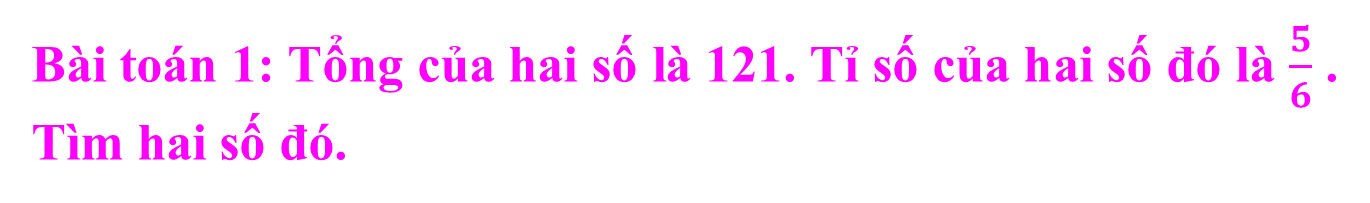 Bài toán 1: Tổng của hai số là 121. Tỉ số của hai số đó là 5/6 .
Tìm hai số đó.